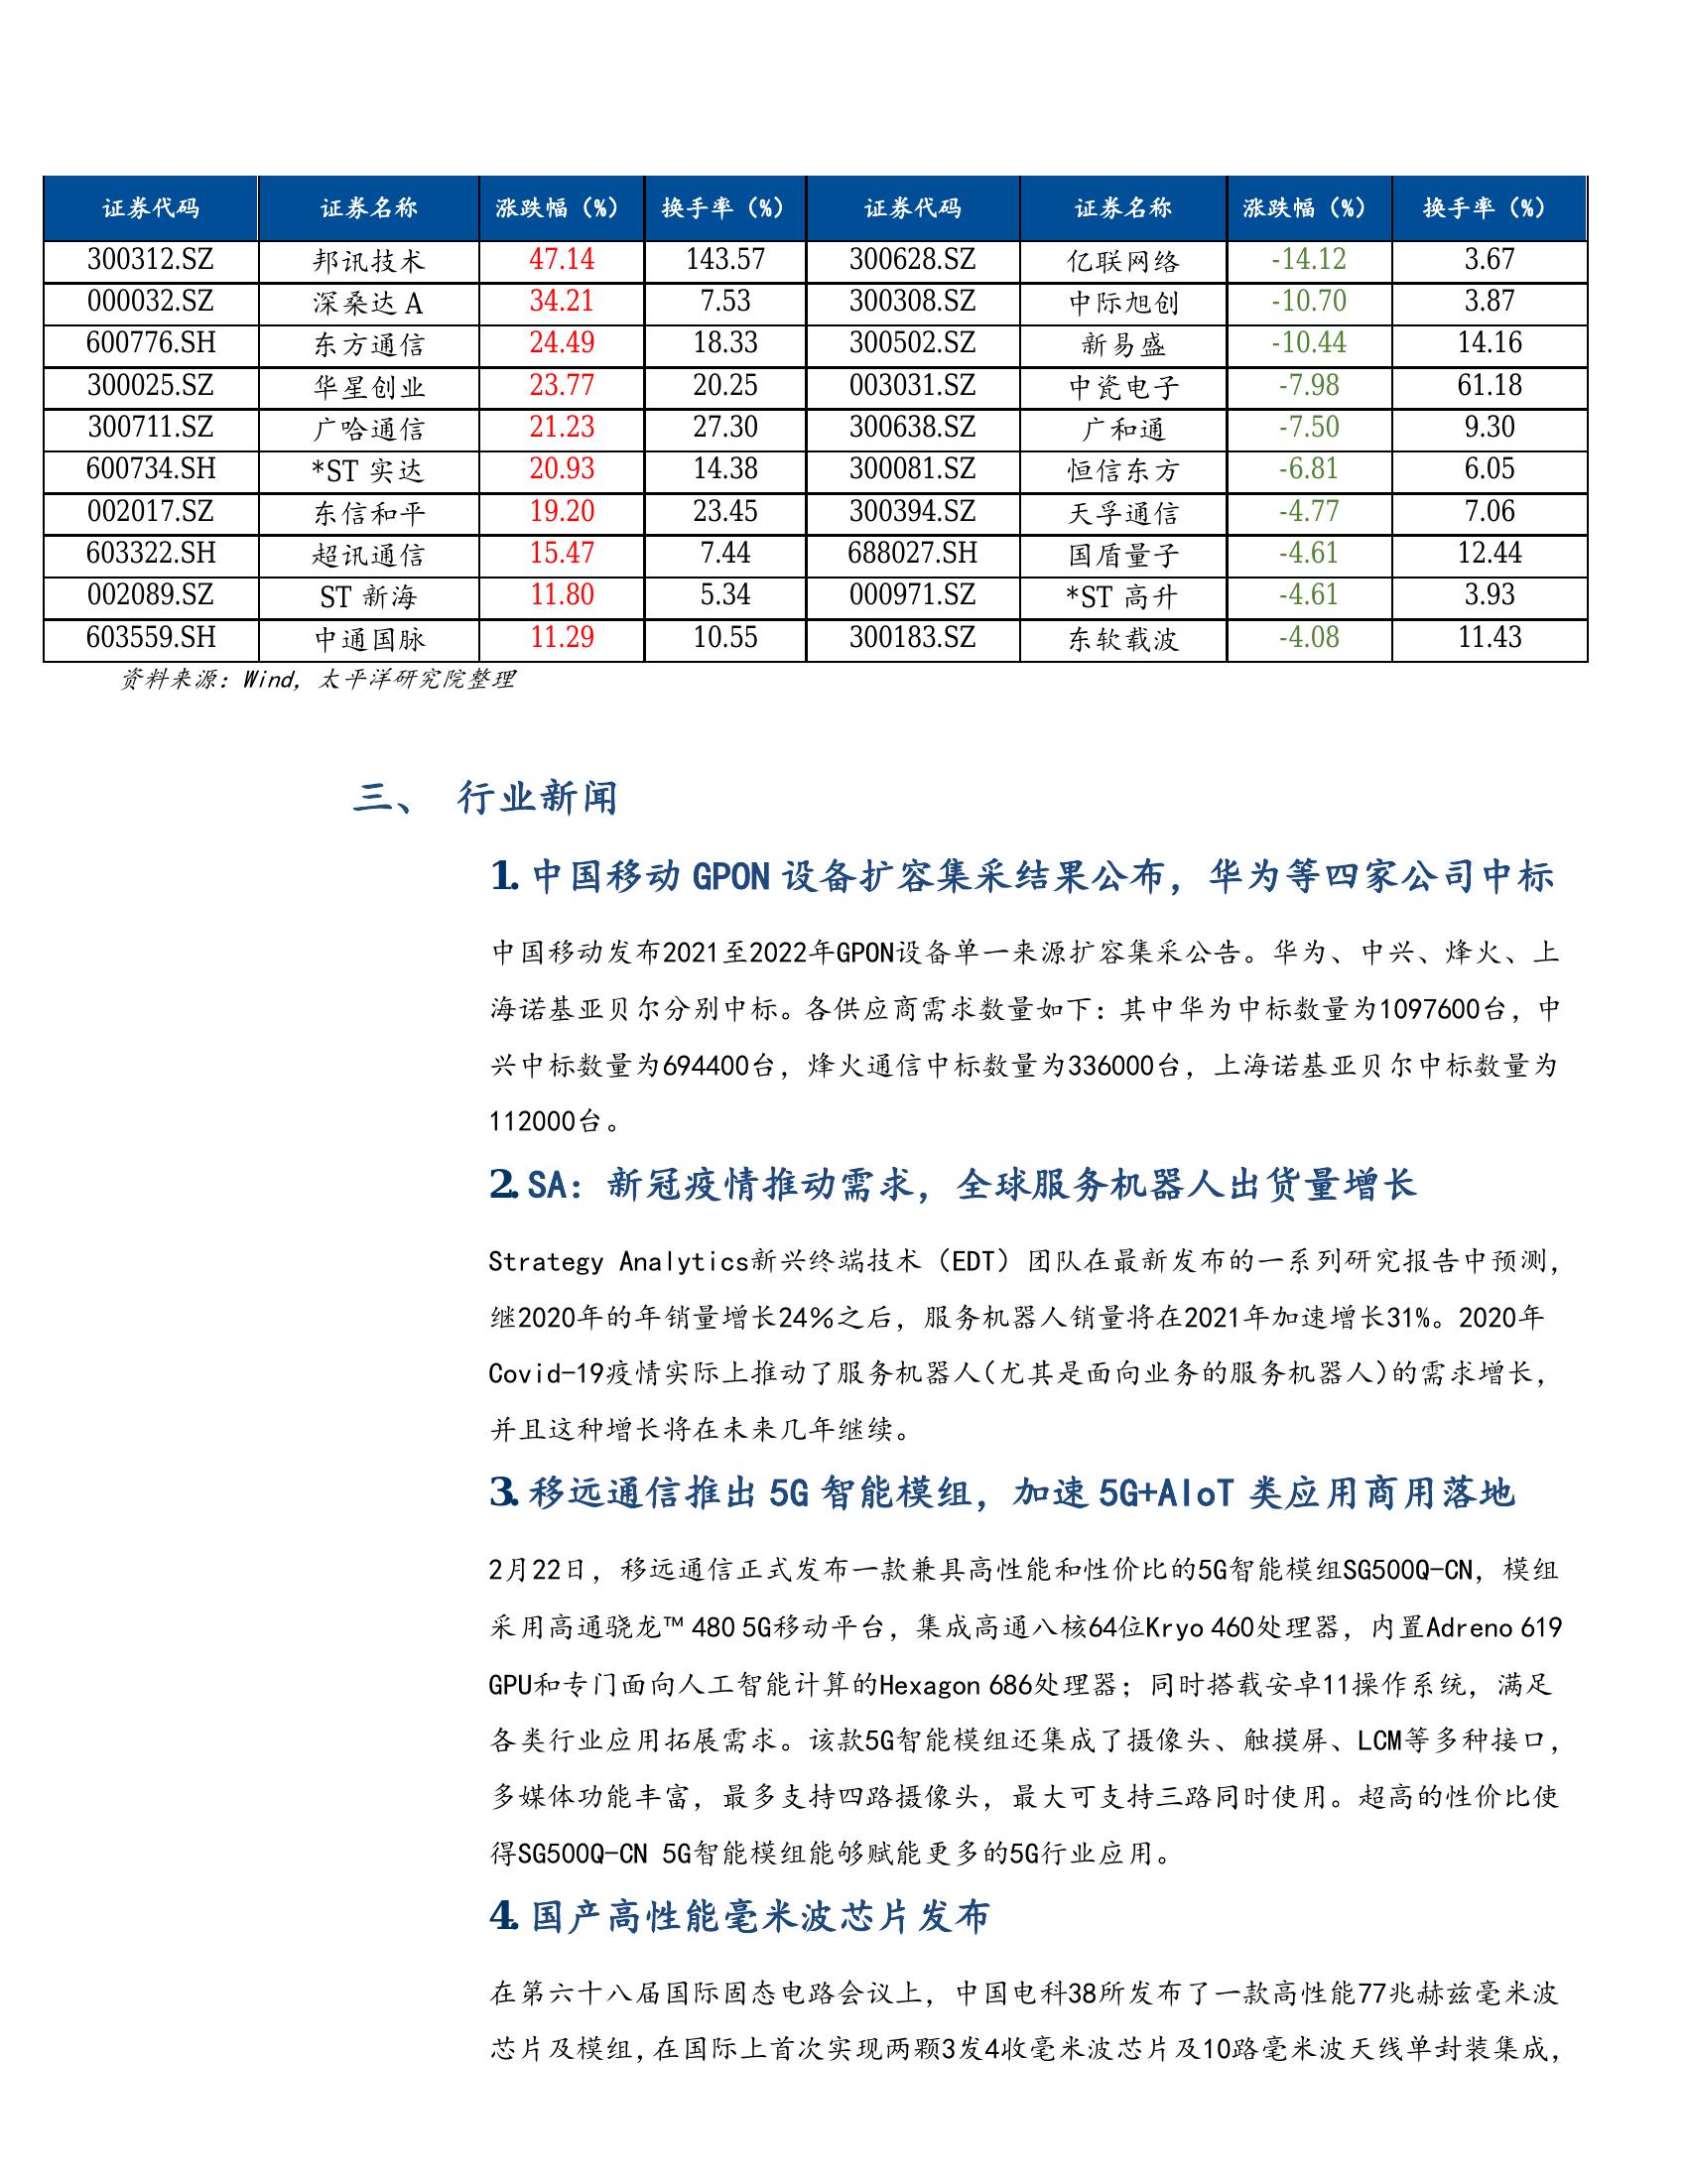 证券代码 证券名称 涨跌幅（%） 换手率（%） 证券代码 证券名称 涨跌幅（%） 换手率（%）
300312.SZ 邦讯技术 47.14 143.57 300628.SZ 亿联网络 -14.12 3.67
000032.SZ 深桑达 A 34.21 7.53 300308.SZ 中际旭创 -10.70 3.87
600776.SH 东方通信 24.49 18.33 300502.SZ 新易盛 -10.44 14.16
300025.SZ 华星创业 23.77 20.25 003031.SZ 中瓷电子 -7.98 61.18
300711.SZ 广哈通信 21.23 27.30 300638.SZ 广和通 -7.50 9.30
600734.SH *ST 实达 20.93 14.38 300081.SZ 恒信东方 -6.81 6.05
002017.SZ 东信和平 19.20 23.45 300394.SZ 天孚通信 -4.77 7.06
603322.SH 超讯通信 15.47 7.44 688027.SH 国盾量子 -4.61 12.44
002089.SZ ST 新海 11.80 5.34 000971.SZ *ST 高升 -4.61 3.93
603559.SH 中通国脉 11.29 10.55 300183.SZ 东软载波 -4.08 11.43
资料来源：Wind，太平洋研究院整理
三、 行业新闻
1. 中国移动 GPON 设备扩容集采结果公布，华为等四家公司中标
中国移动发布2021至2022年GPON设备单一来源扩容集采公告。华为、中兴、烽火、上
海诺基亚贝尔分别中标。各供应商需求数量如下：其中华为中标数量为1097600台，中
兴中标数量为694400台，烽火通信中标数量为336000台，上海诺基亚贝尔中标数量为
112000台。
2. SA：新冠疫情推动需求，全球服务机器人出货量增长
Strategy Analytics新兴终端技术（EDT）团队在最新发布的一系列研究报告中预测，
继2020年的年销量增长24％之后，服务机器人销量将在2021年加速增长31%。2020年
Covid-19疫情实际上推动了服务机器人(尤其是面向业务的服务机器人)的需求增长，
并且这种增长将在未来几年继续。
3. 移远通信推出 5G 智能模组，加速 5G+AIoT 类应用商用落地
2月22日，移远通信正式发布一款兼具高性能和性价比的5G智能模组SG500Q-CN，模组
采用高通骁龙™ 480 5G移动平台，集成高通八核64位Kryo 460处理器，内置Adreno 619
GPU和专门面向人工智能计算的Hexagon 686处理器；同时搭载安卓11操作系统，满足
各类行业应用拓展需求。该款5G智能模组还集成了摄像头、触摸屏、LCM等多种接口，
多媒体功能丰富，最多支持四路摄像头，最大可支持三路同时使用。超高的性价比使
得SG500Q-CN 5G智能模组能够赋能更多的5G行业应用。
4. 国产高性能毫米波芯片发布
在第六十八届国际固态电路会议上，中国电科38所发布了一款高性能77兆赫兹毫米波
芯片及模组，在国际上首次实现两颗3发4收毫米波芯片及10路毫米波天线单封装集成，